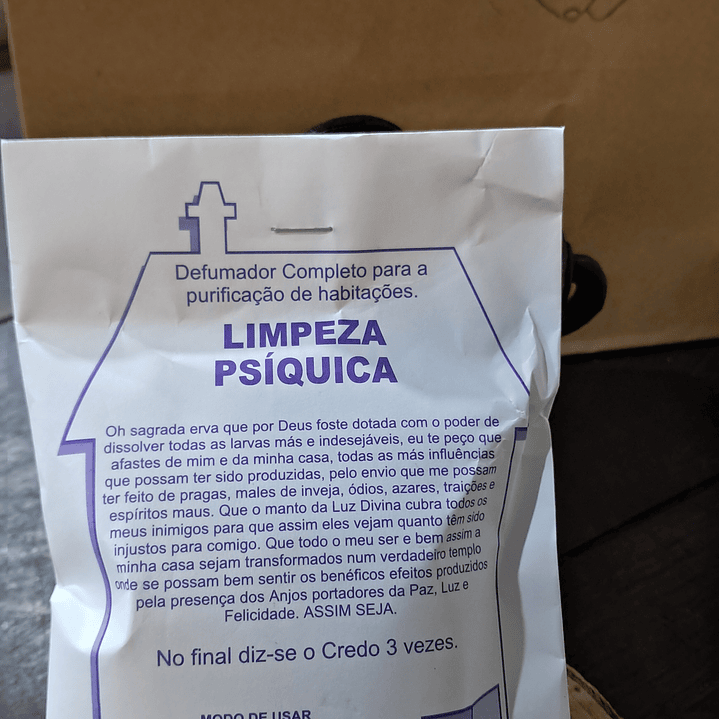 Defumador Completo para a
purificação de habitações.
LIMPEZA
PSÍQUICA
Oh sagrada erva que por Deus foste dotada com o poder de
dissolver todas as larvas más e indesejáveis, eu te peço que
afastes de mim e da minha casa, todas as más influências
que possam ter sido produzidas, pelo envio que me possam
ter feito de pragas, males de inveja, ódios, azares, traições e
espíritos maus. Que o manto da Luz Divina cubra todos os
meus inimigos para que assim eles vejam quanto têm sido
injustos para comigo. Que todo o meu ser e bem assim a
minha casa sejam transformados num verdadeiro templo
onde se possam bem sentir os benéficos efeitos produzidos
pela presença dos Anjos portadores da Paz, Luz e
Felicidade. ASSIM SEJA.
No final diz-se o Credo 3 vezes.
MODO DE USAR